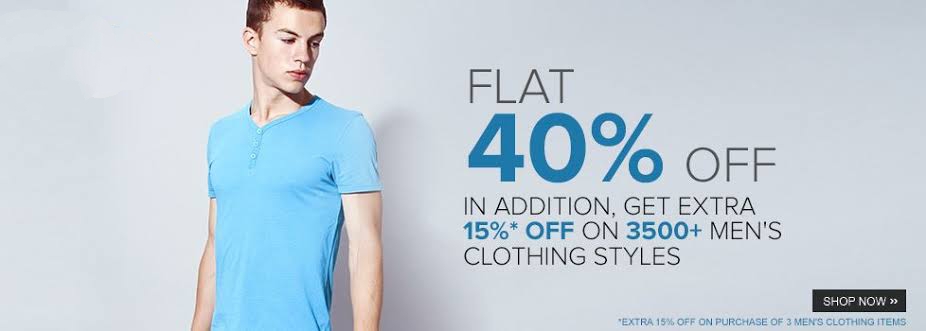 FLAT
40% OFF
IN ADDITION, GET EXTRA
15%* OFF ON 3500+ MEN'S
CLOTHING STYLES
SHOP NOW »
*EXTRA 15% OFF ON PURCHASE OF 3 MEN'S CLOTHING ITEMS